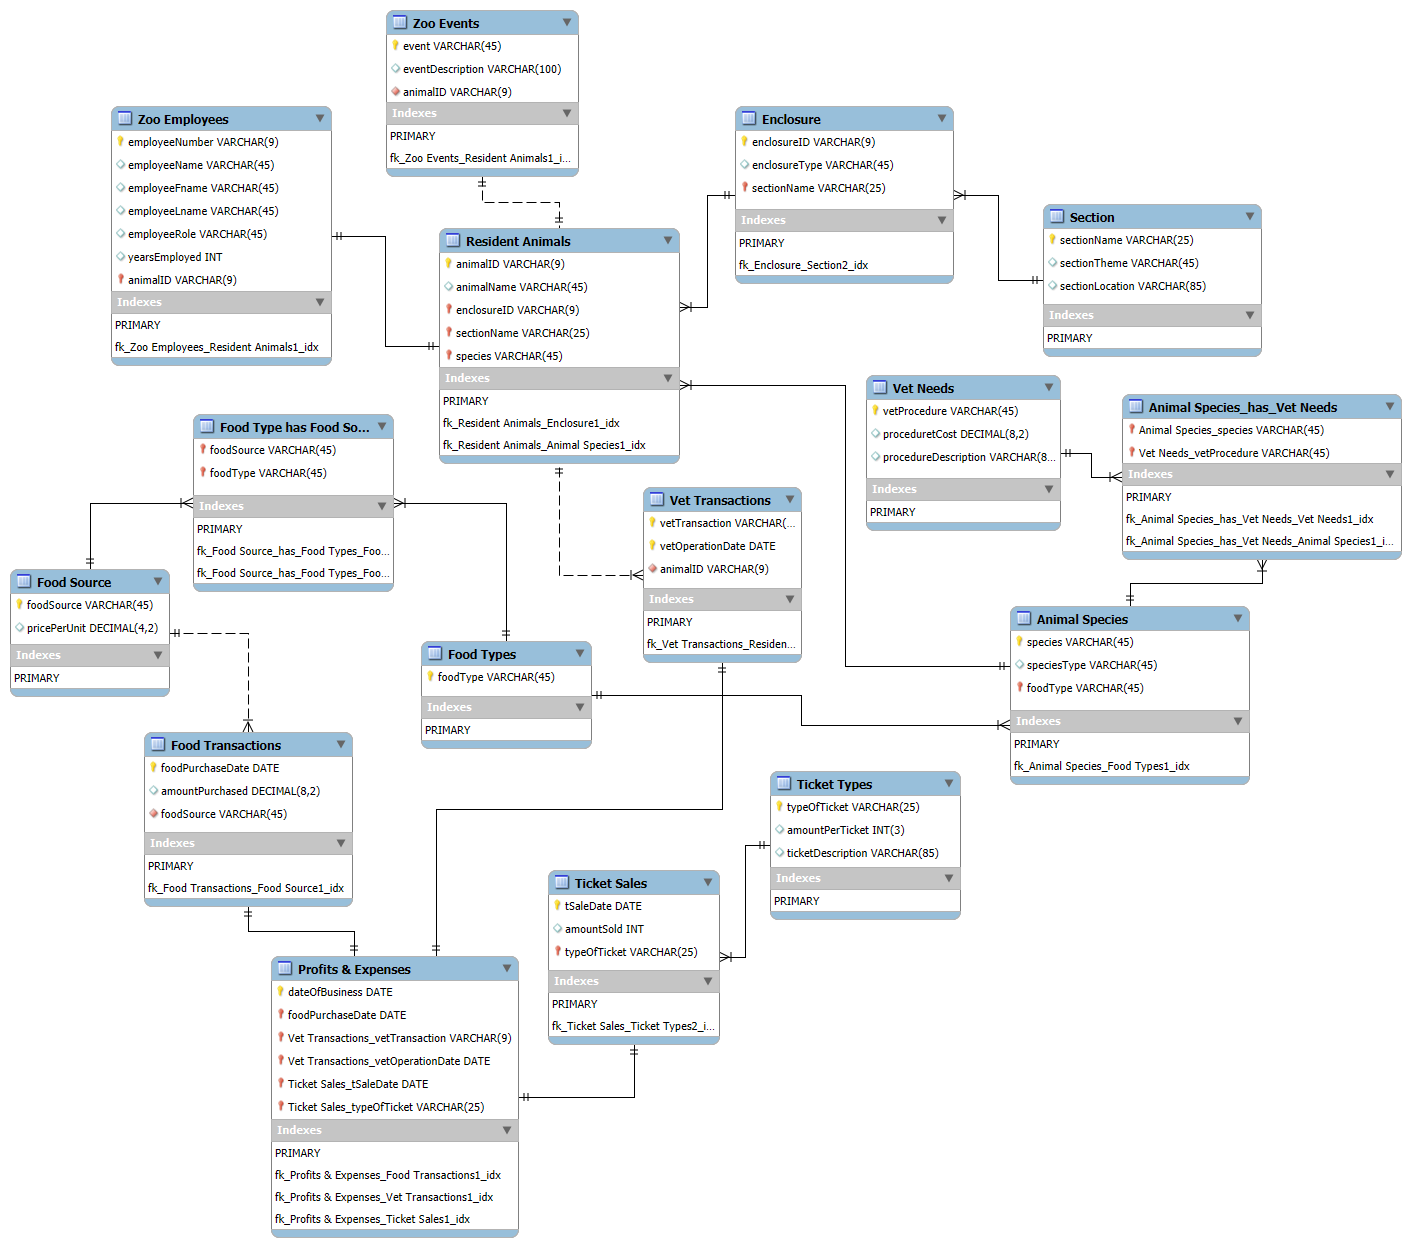 Zoo Events
event VARCHAR(45)
eventDescription VARCHAR(100)
animalID VARCHAR(9)
Indexes
PRIMARY
fk_Zoo Events_Resident Animals1_i...
Zoo Employees
employeeNumber VARCHAR(9)
employeeName VARCHAR(45)
employeeFname VARCHAR(45)
employeeLname VARCHAR(45)
employeeRole VARCHAR(45)
yearsEmployed INT
animalID VARCHAR(9)
Indexes
PRIMARY
fk_Zoo Employees_Resident Animals1_idx
Enclosure
enclosureID VARCHAR(9)
enclosureType VARCHAR(45)
sectionName VARCHAR(25)
Indexes
PRIMARY
fk_Enclosure_Section2_idx
Section
sectionName VARCHAR(25)
sectionTheme VARCHAR(45)
sectionLocation VARCHAR(85)
Indexes
PRIMARY
Resident Animals
animalID VARCHAR(9)
animalName VARCHAR(45)
enclosureID VARCHAR(9)
sectionName VARCHAR(25)
species VARCHAR(45)
Indexes
PRIMARY
fk_Resident Animals_Enclosure1_idx
fk_Resident Animals_Animal Species1_idx
Vet Needs
vetProcedure VARCHAR(45)
proceduretCost DECIMAL(8,2)
procedureDescription VARCHAR(8...
Indexes
PRIMARY
Animal Species_has_Vet Needs
Animal Species_species VARCHAR(45)
Vet Needs_vetProcedure VARCHAR(45)
Indexes
PRIMARY
fk_Animal Species_has_Vet Needs_Vet Needs1_idx
fk_Animal Species_has_Vet Needs_Animal Species1_i...
Food Type has Food So...
foodSource VARCHAR(45)
foodType VARCHAR(45)
Indexes
PRIMARY
fk_Food Source_has_Food Types_Foo...
fk_Food Source_has_Food Types_Foo...
Vet Transactions
vetTransaction VARCHAR(...
vetOperationDate DATE
animalID VARCHAR(9)
Indexes
PRIMARY
fk_Vet Transactions_Residen...
Food Source
foodSource VARCHAR(45)
pricePerUnit DECIMAL(4,2)
Indexes
PRIMARY
Food Types
foodType VARCHAR(45)
Indexes
PRIMARY
Animal Species
species VARCHAR(45)
speciesType VARCHAR(45)
foodType VARCHAR(45)
Indexes
PRIMARY
fk_Animal Species_Food Types1_idx
Food Transactions
foodPurchaseDate DATE
amountPurchased DECIMAL(8,2)
foodSource VARCHAR(45)
Indexes
PRIMARY
fk_Food Transactions_Food Source1_idx
Ticket Types
typeOfTicket VARCHAR(25)
amountPerTicket INT(3)
ticketDescription VARCHAR(85)
Indexes
PRIMARY
Ticket Sales
tSaleDate DATE
amountSold INT
typeOfTicket VARCHAR(25)
Indexes
PRIMARY
fk_Ticket Sales_Ticket Types2_i...
Profits & Expenses
dateOfBusiness DATE
foodPurchaseDate DATE
Vet Transactions_vetTransaction VARCHAR(9)
Vet Transactions_vetOperationDate DATE
Ticket Sales_tSaleDate DATE
Ticket Sales_typeOfTicket VARCHAR(25)
Indexes
PRIMARY
fk_Profits & Expenses_Food Transactions1_idx
fk_Profits & Expenses_Vet Transactions1_idx
fk_Profits & Expenses_Ticket Sales1_idx